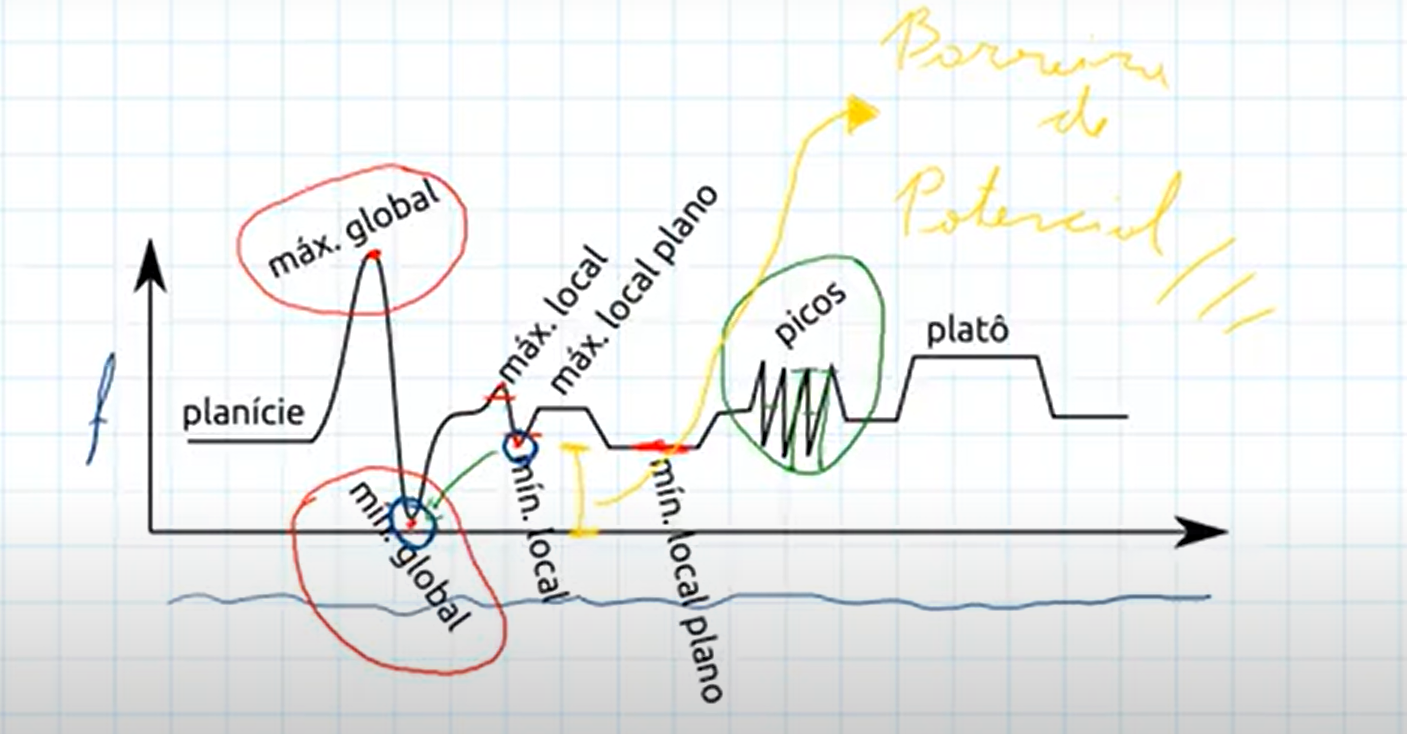 Barreira
de
Potencial
máx. global
máx. local
máx. local plano
picos
platô
planície
f
mín. global
mín. local
mín. local plano